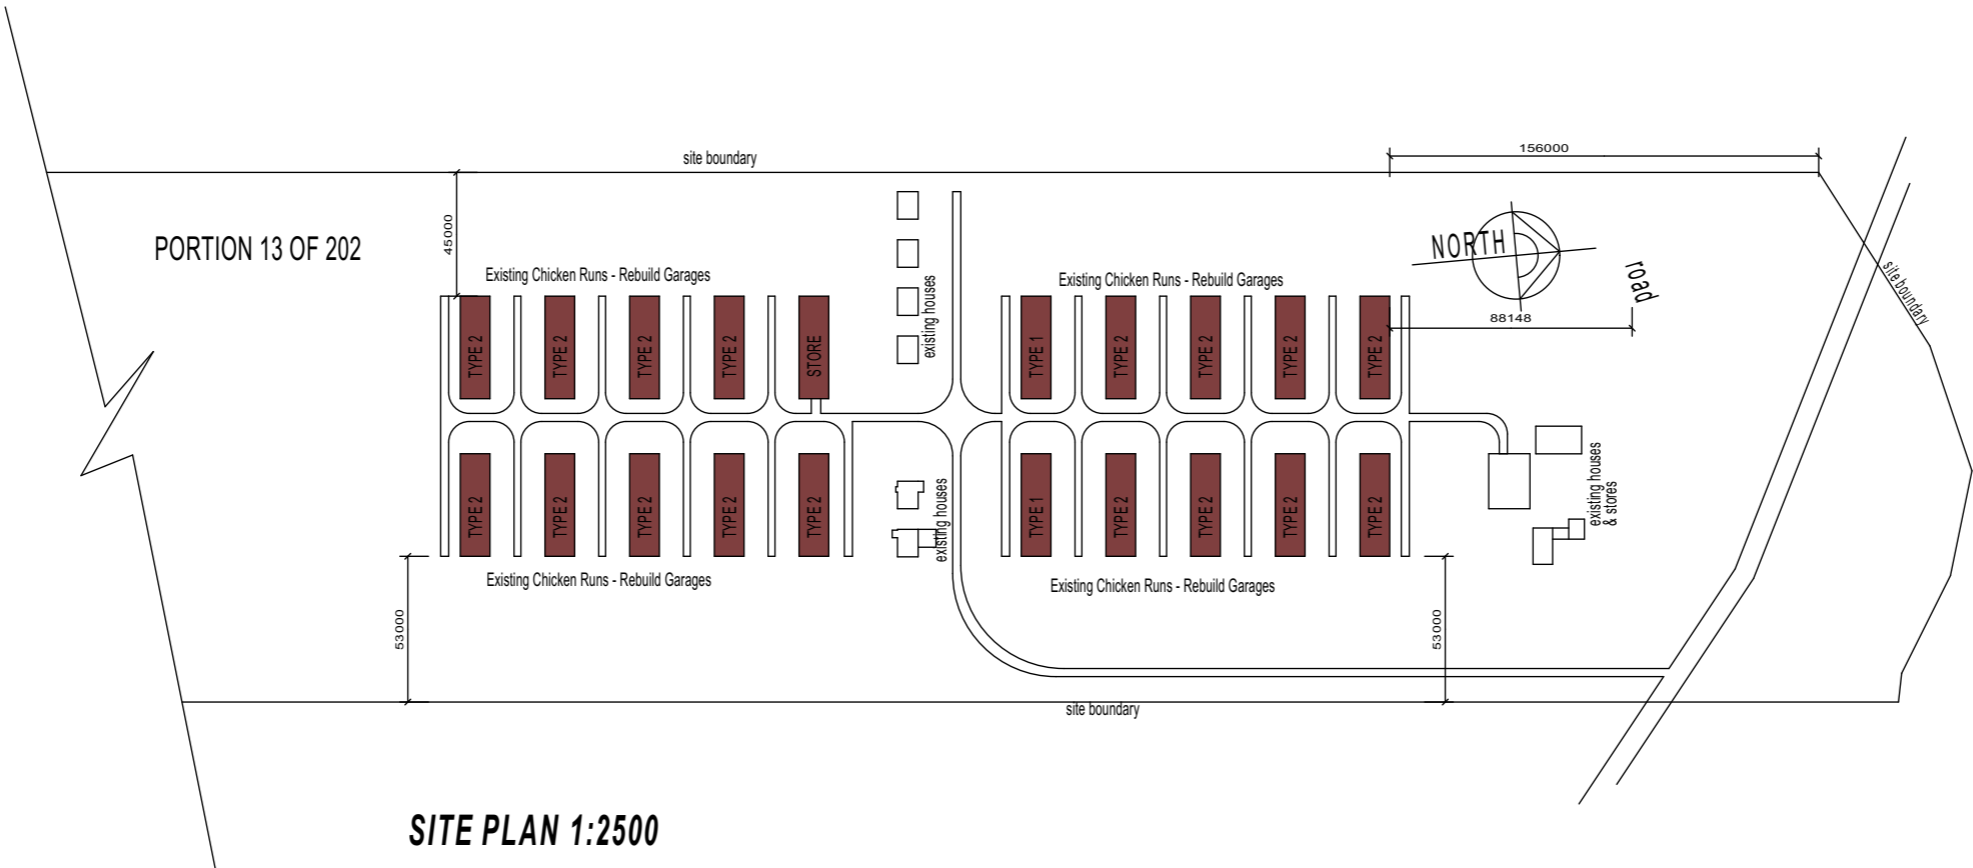 site boundary
156000
PORTION 13 OF 202
45000
NORTH
road
site boundary
Existing Chicken Runs - Rebuild Garages
Existing Chicken Runs - Rebuild Garages
existing houses
88148
TYPE 2
TYPE 2
TYPE 2
TYPE 2
STORE
TYPE 1
TYPE 2
TYPE 2
TYPE 2
TYPE 2
TYPE 2
TYPE 2
TYPE 2
TYPE 2
TYPE 2
existing houses
TYPE 1
TYPE 2
TYPE 2
TYPE 2
TYPE 2
existing houses
& stores
Existing Chicken Runs - Rebuild Garages
Existing Chicken Runs - Rebuild Garages
53000
53000
site boundary
SITE PLAN 1:2500